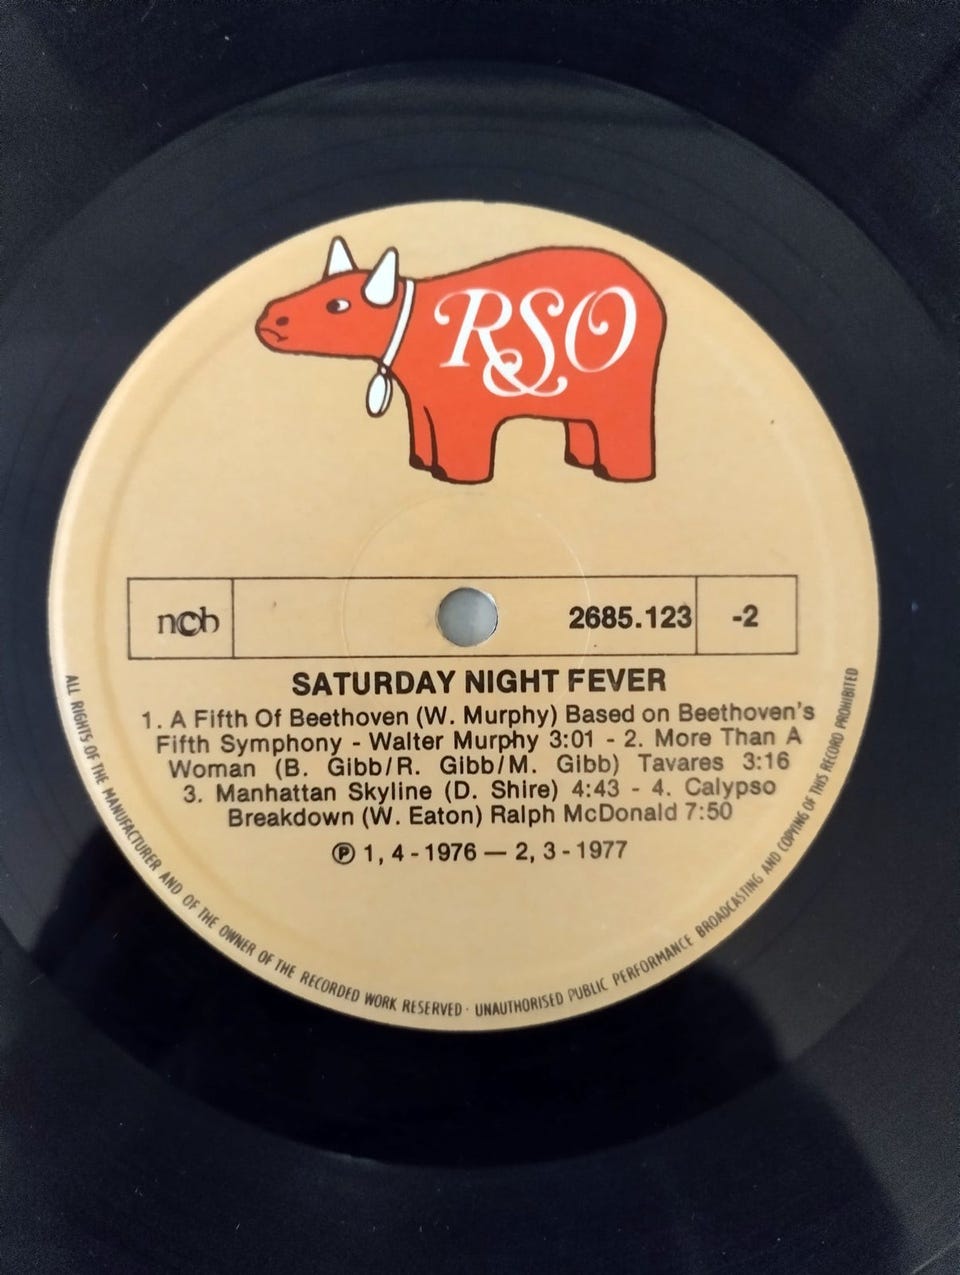 RSO
ncb
2685.123
-2
SATURDAY NIGHT FEVER
1. A Fifth Of Beethoven (W. Murphy) Based on Beethoven's
Fifth Symphony - Walter Murphy 3:01 - 2. More Than A
Woman (B. Gibb/R. Gibb/M. Gibb) Tavares 3:16
3. Manhattan Skyline (D. Shire) 4:43 - 4. Calypso
Breakdown (W. Eaton) Ralph McDonald 7:50
℗ 1, 4 - 1976 — 2, 3 - 1977
ALL RIGHTS OF THE MANUFACTURER AND OF THE OWNER OF THE RECORDED WORK RESERVED · UNAUTHORISED PUBLIC PERFORMANCE BROADCASTING AND COPYING OF THIS RECORD PROHIBITED